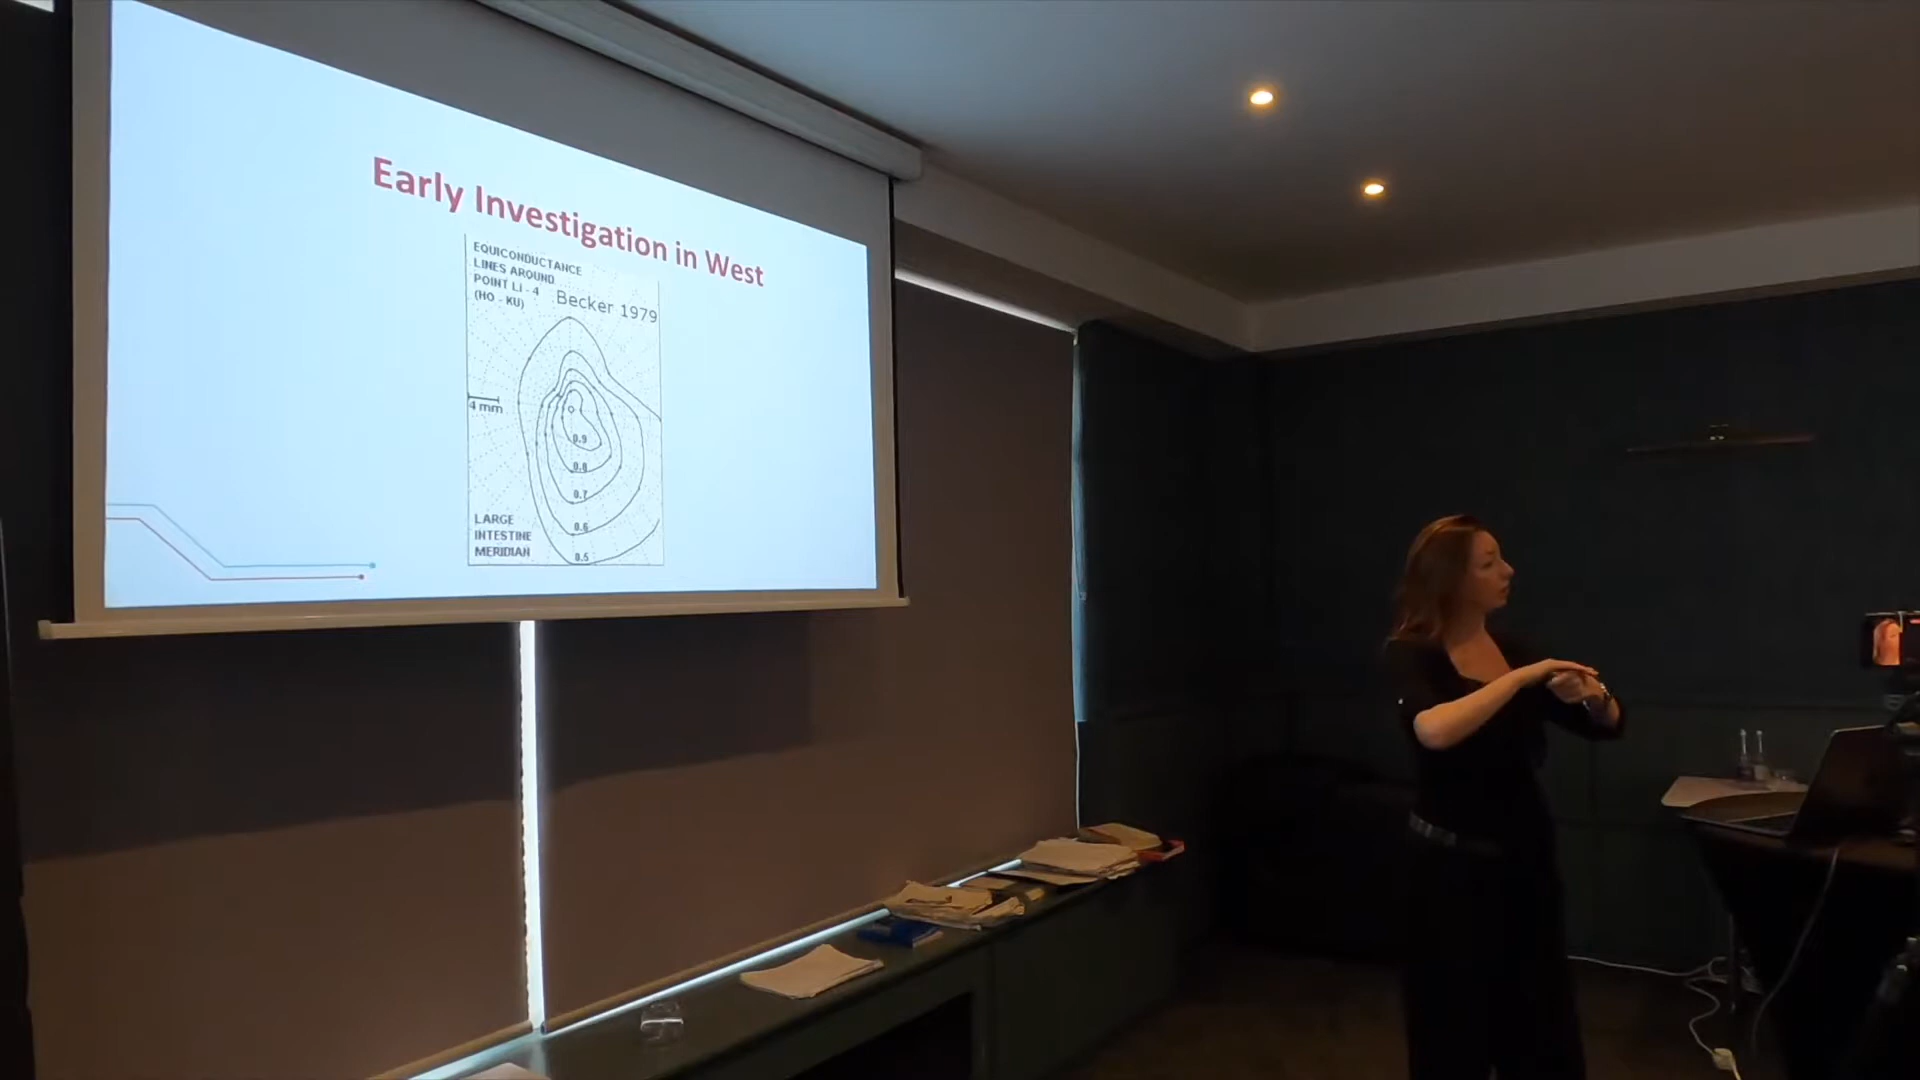 Early Investigation in West
EQUICONDUCTANCE
LINES AROUND
POINT Li - 4
(HO - KU)
Becker 1979
4 mm
0.9
0.8
0.7
0.6
0.5
LARGE
INTESTINE
MERIDIAN